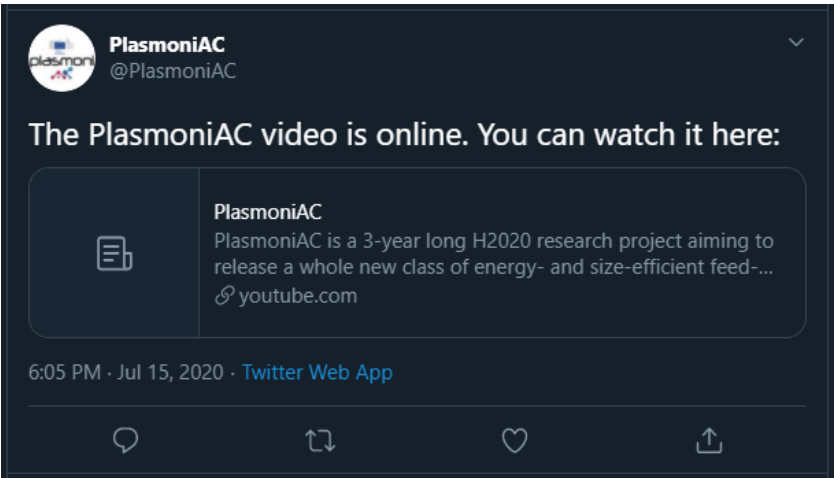 plasmoni
PlasmoniAC
@PlasmoniAC
The PlasmoniAC video is online. You can watch it here:
PlasmoniAC
PlasmoniAC is a 3-year long H2020 research project aiming to
release a whole new class of energy- and size-efficient feed-...
youtube.com
6:05 PM · Jul 15, 2020 · Twitter Web App